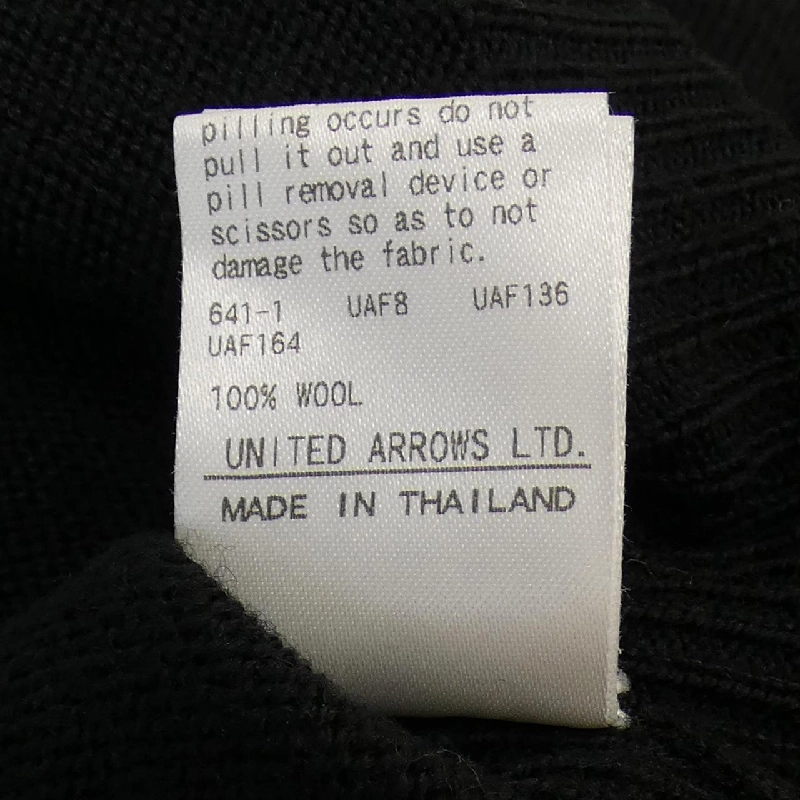 pilling occurs do not
pull it out and use a
pill removal device or
scissors so as to not
damage the fabric.
641-1 UAF8 UAF136
UAF164
100% WOOL
UNITED ARROWS LTD.
MADE IN THAILAND